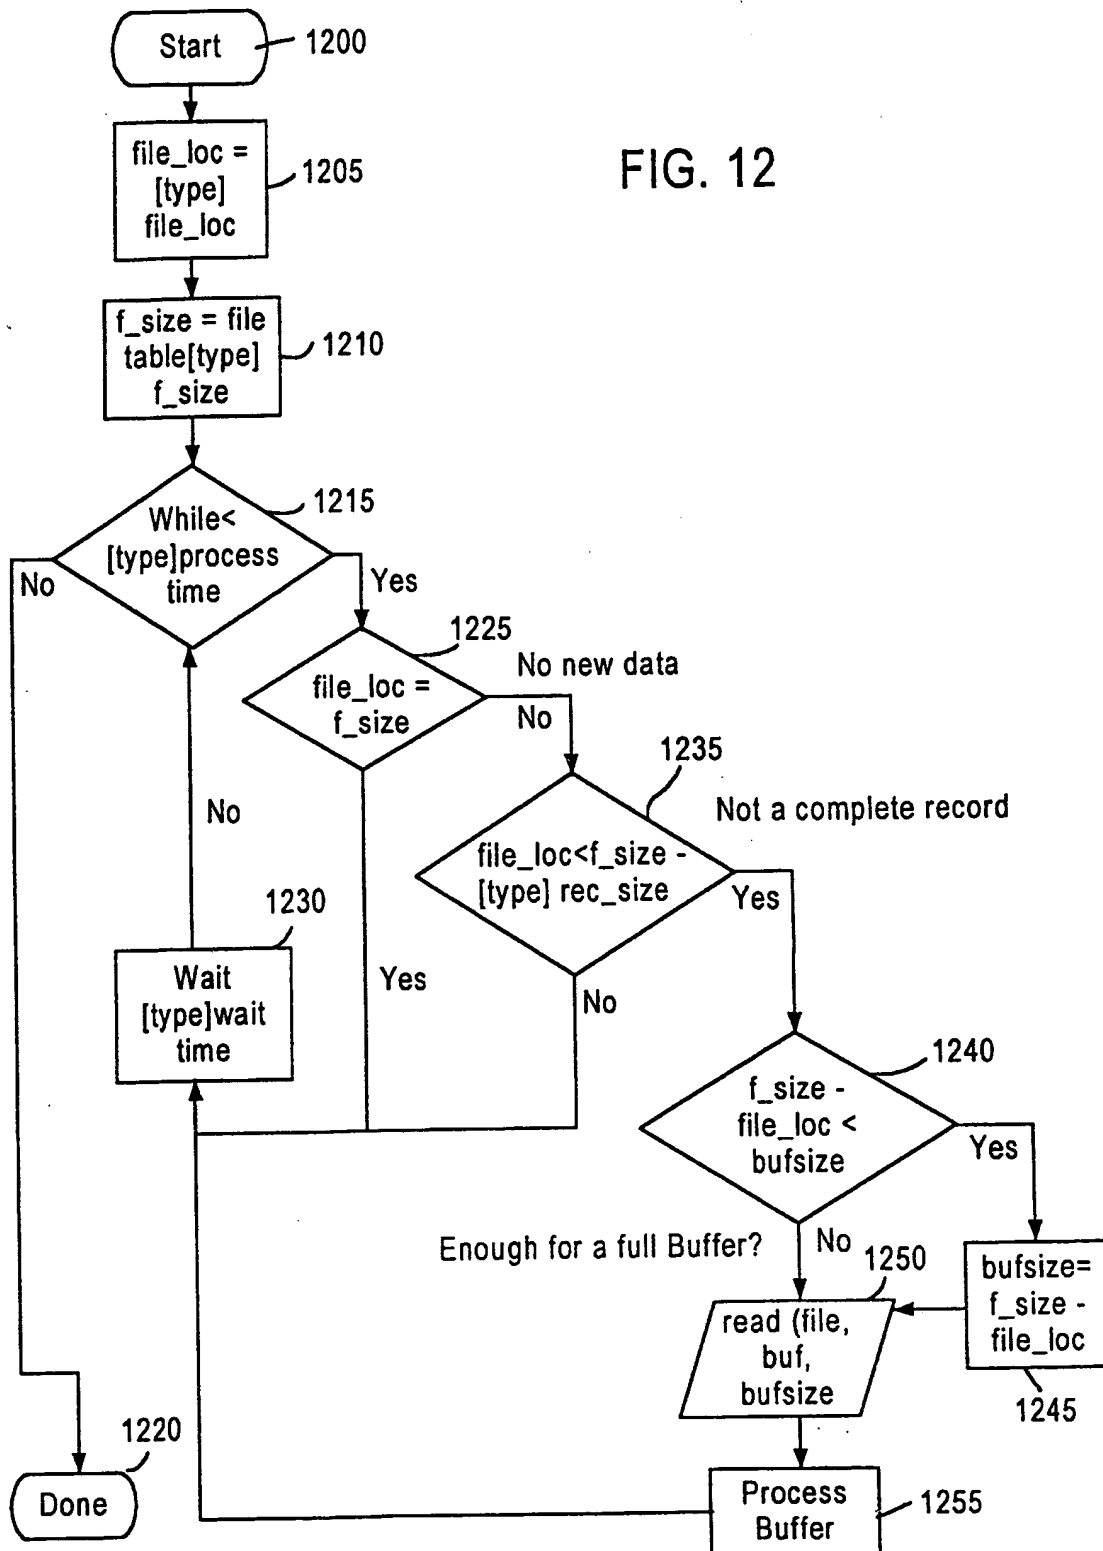 Start
1200
file_loc =
[type]
file_loc
1205
FIG. 12
f_size = file
table[type]
f_size
1210
While<
[type]process
time
1215
No
Yes
file_loc =
f_size
1225
No new data
No
Yes
file_loc<f_size -
[type] rec_size
1235
Not a complete record
Yes
No
No
1230
Wait
[type]wait
time
f_size -
file_loc <
bufsize
1240
Yes
No
Enough for a full Buffer?
bufsize=
f_size -
file_loc
1245
1250
read (file,
buf,
bufsize
Process
Buffer
1255
1220
Done